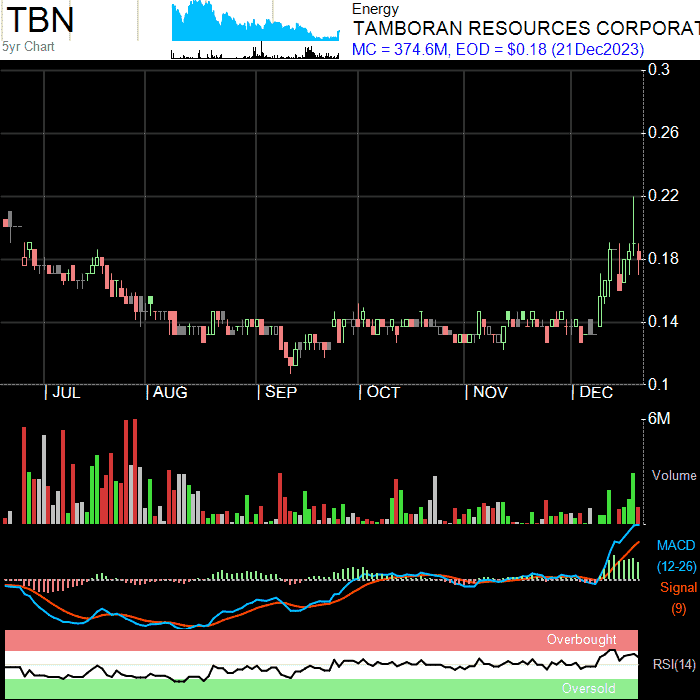 TBN
5yr Chart
Energy
TAMBORAN RESOURCES CORPORAT
MC = 374.6M, EOD = $0.18 (21Dec2023)
0.3
0.26
0.22
0.18
0.14
0.1
JUL AUG SEP OCT NOV DEC
6M
Volume
MACD
(12-26)
Signal
(9)
Overbought
RSI(14)
Oversold